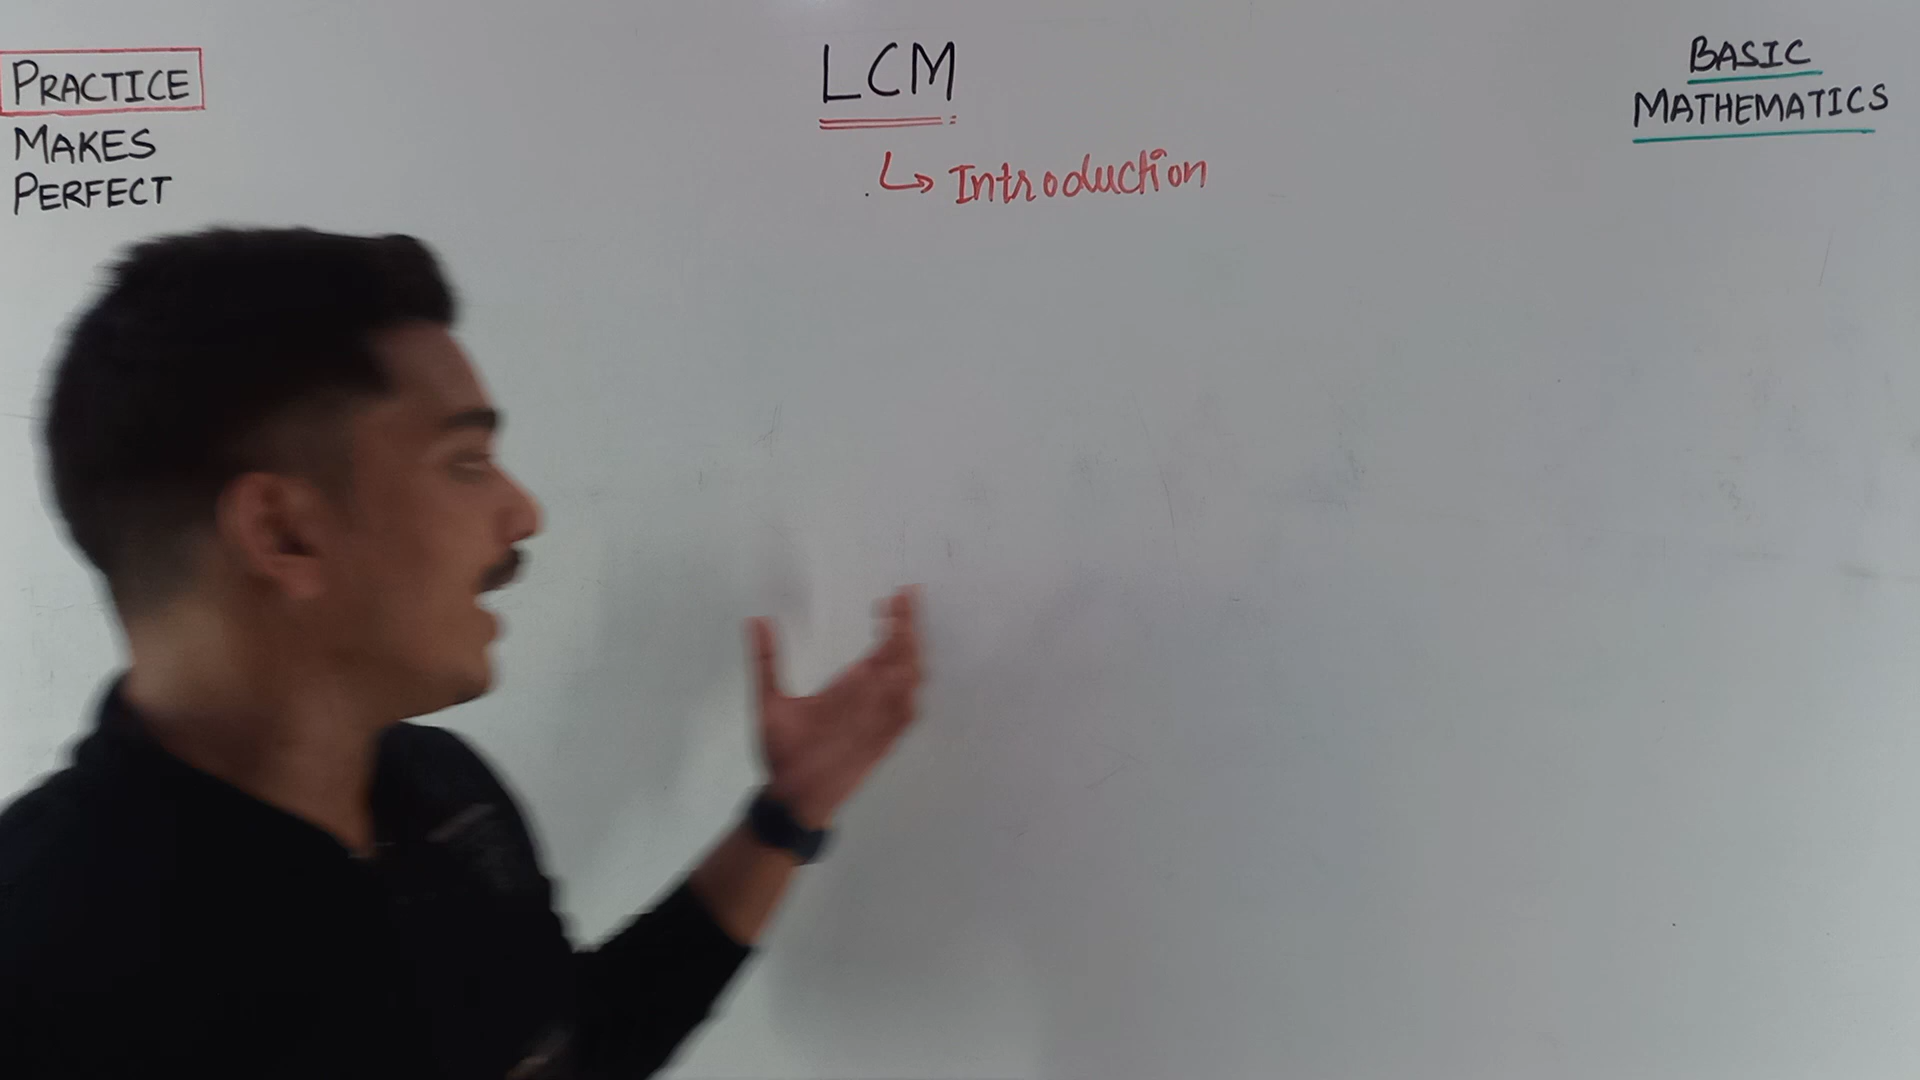 PRACTICE
MAKES
PERFECT
LCM
↳ Introduction
BASIC
MATHEMATICS